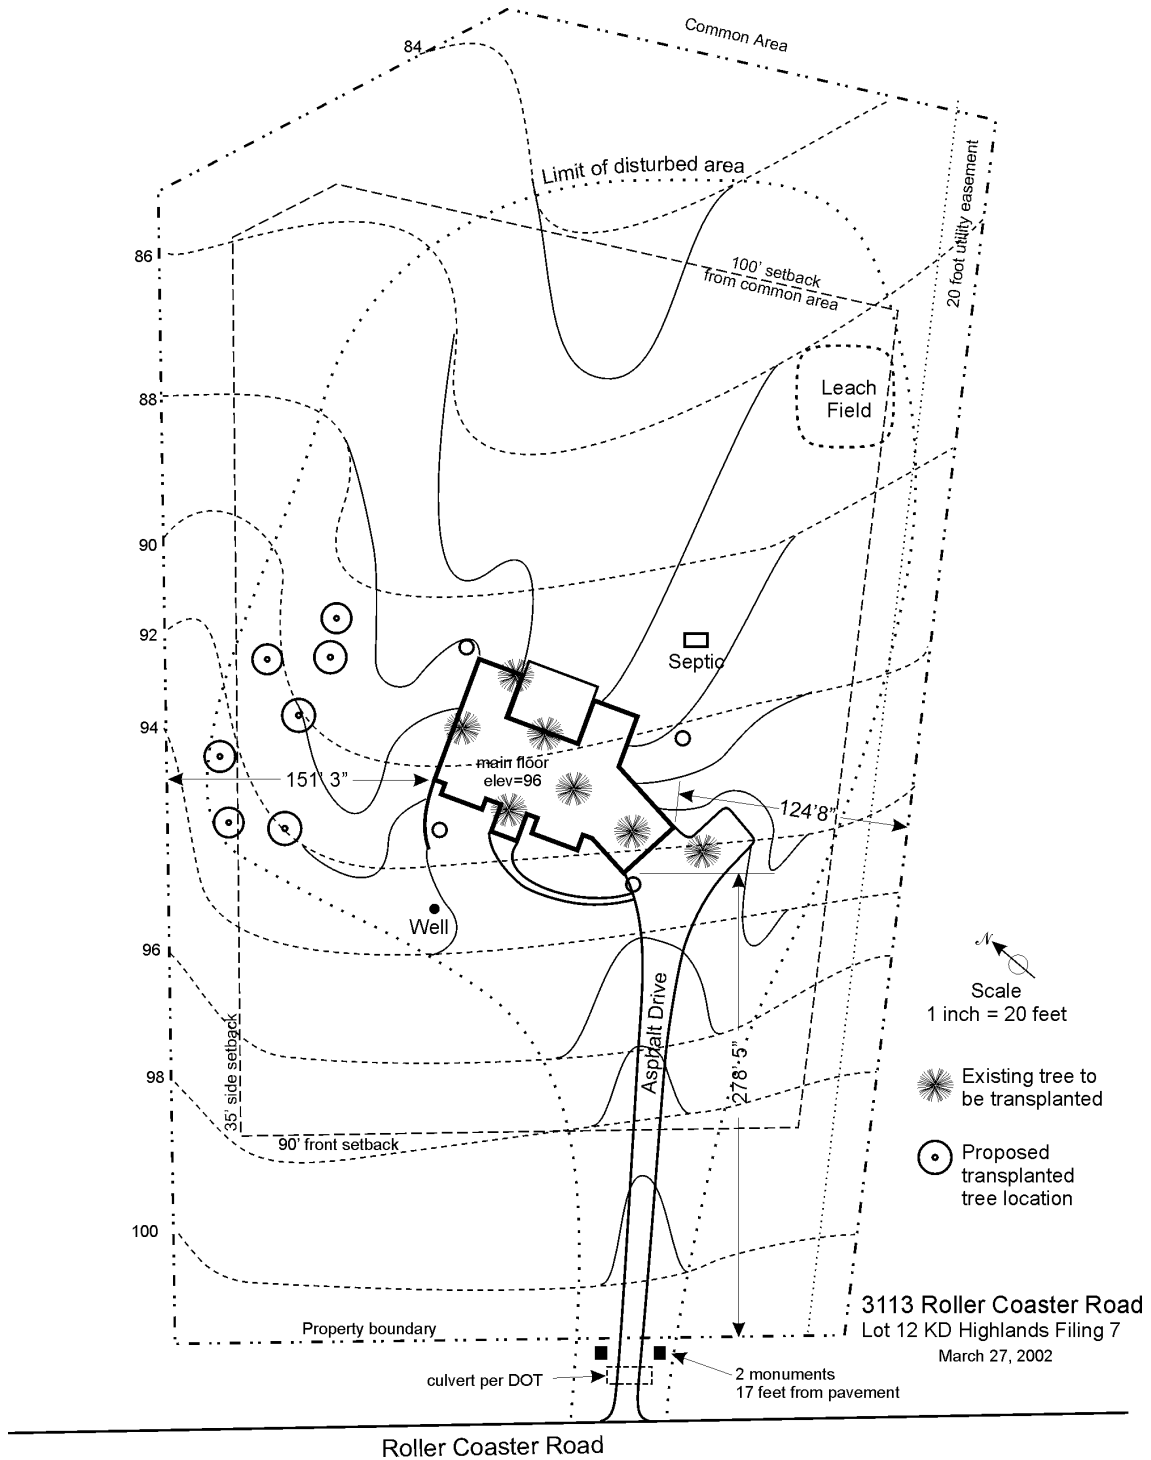 Common Area
84
Limit of disturbed area
20 foot utility easement
86
100' setback
from common area
88
Leach
Field
90
92
Septic
94
main floor
elev=96
151' 3"
124'8"
Well
96
N
Scale
1 inch = 20 feet
Asphalt Drive
278' 5"
35' side setback
98
Existing tree to
be transplanted
90' front setback
Proposed
transplanted
tree location
100
3113 Roller Coaster Road
Lot 12 KD Highlands Filing 7
March 27, 2002
Property boundary
culvert per DOT
2 monuments
17 feet from pavement
Roller Coaster Road